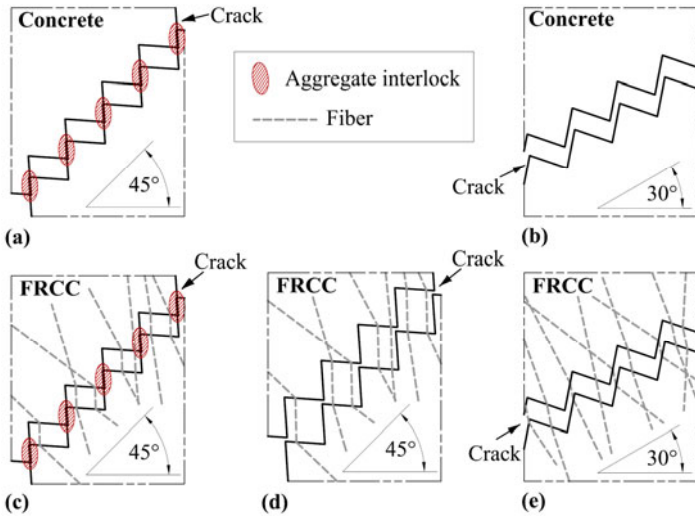 Concrete
Crack
Aggregate interlock
Fiber
Concrete
Crack
45°
30°
(a)
(b)
FRCC
Crack
FRCC
Crack
FRCC
Crack
45°
45°
30°
(c)
(d)
(e)